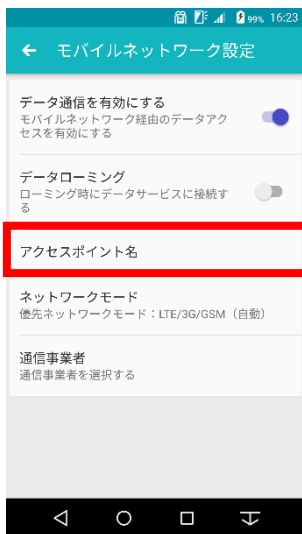 99% 16:23
モバイルネットワーク設定
データ通信を有効にする
モバイルネットワーク経由のデータアク
セスを有効にする
データローミング
ローミング時にデータサービスに接続す
る
アクセスポイント名
ネットワークモード
優先ネットワークモード：LTE/3G/GSM（自動）
通信事業者
通信事業者を選択する